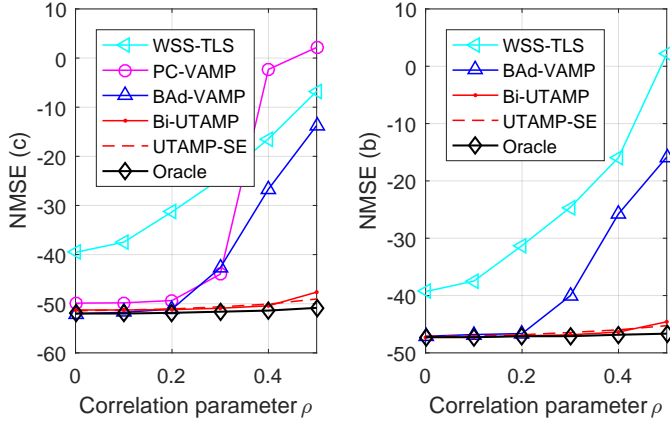 10
0
-10
-20
-30
-40
-50
-60
NMSE (c)
0
0.2
0.4
Correlation parameter ρ
WSS-TLS
PC-VAMP
BAd-VAMP
Bi-UTAMP
UTAMP-SE
Oracle
10
0
-10
-20
-30
-40
-50
NMSE (b)
0
0.2
0.4
Correlation parameter ρ
WSS-TLS
BAd-VAMP
Bi-UTAMP
UTAMP-SE
Oracle